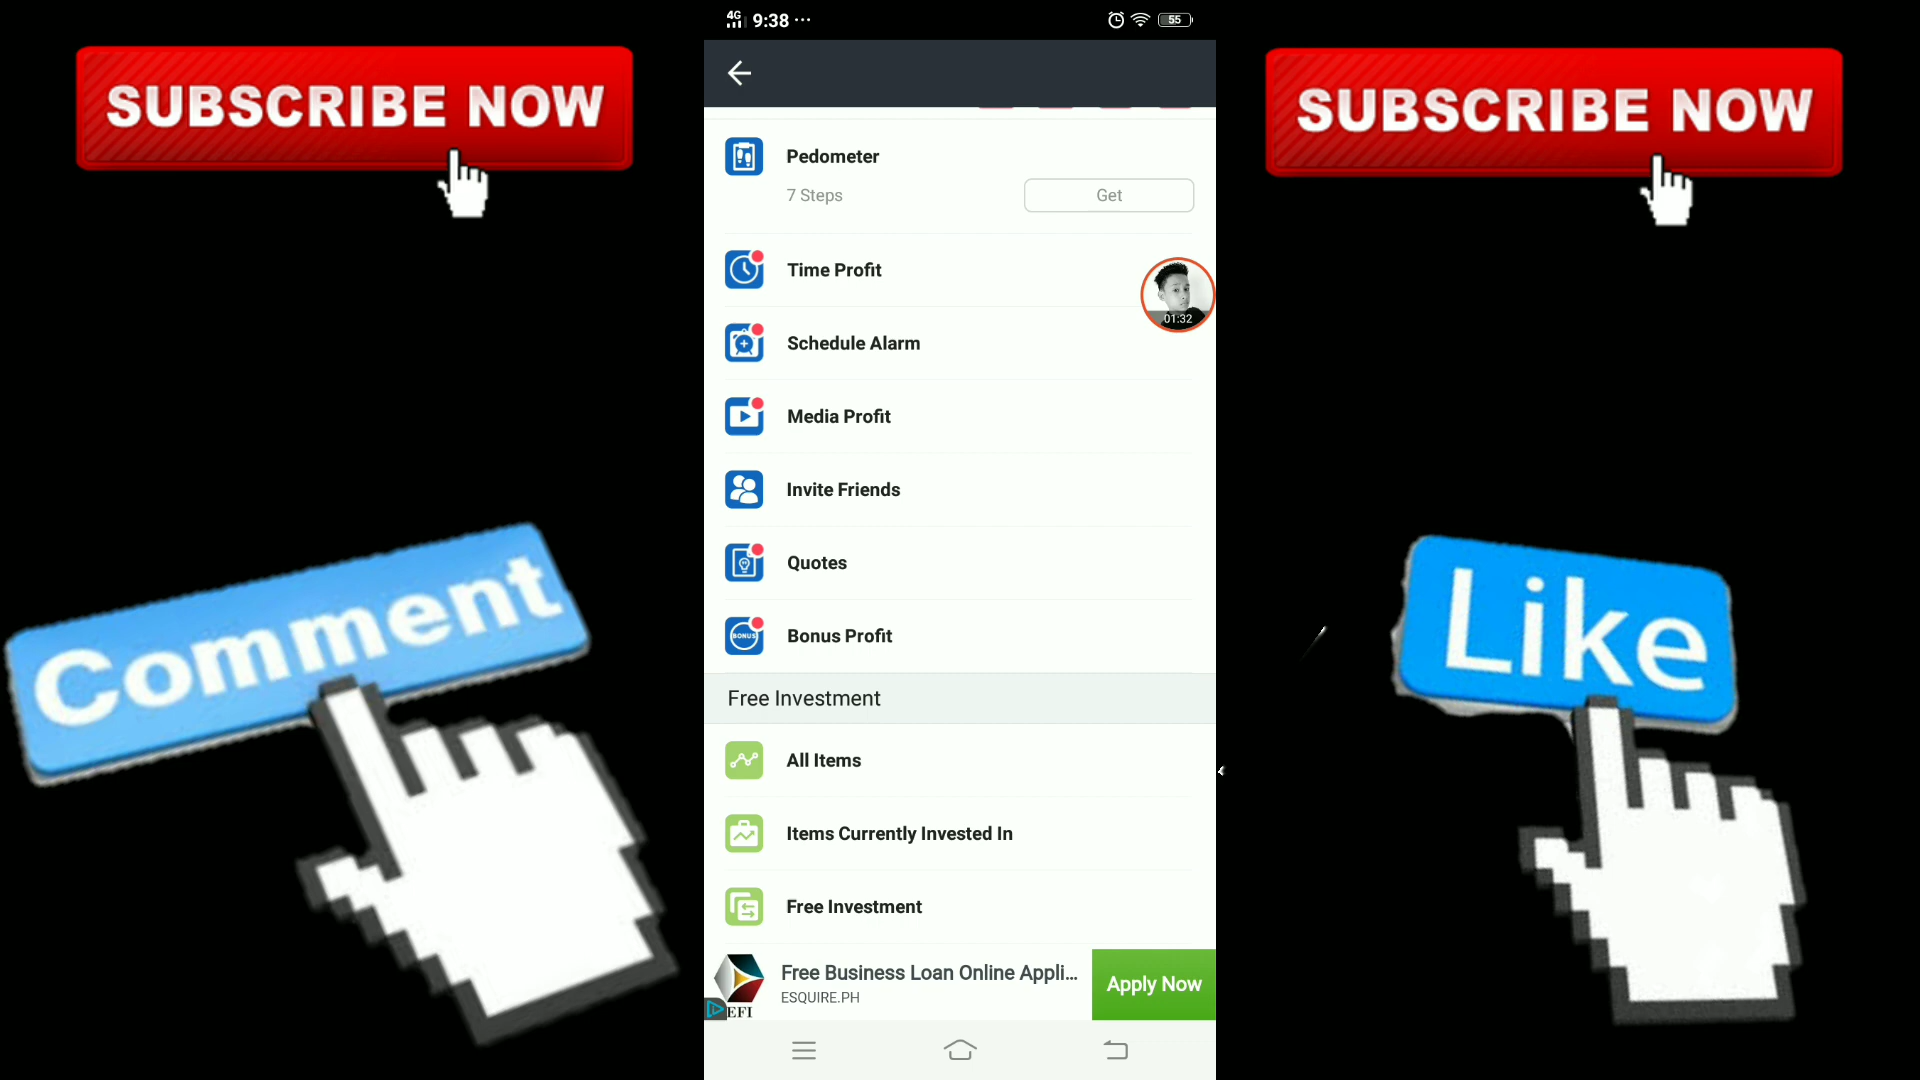 4G 9:38 ... 55
SUBSCRIBE NOW
SUBSCRIBE NOW
Pedometer
7 Steps
Get
Time Profit
01:32
Schedule Alarm
Media Profit
Invite Friends
Quotes
BONUS
Bonus Profit
Comment
Like
Free Investment
All Items
Items Currently Invested In
Free Investment
Free Business Loan Online Appli...
ESQUIRE.PH
EFI
Apply Now